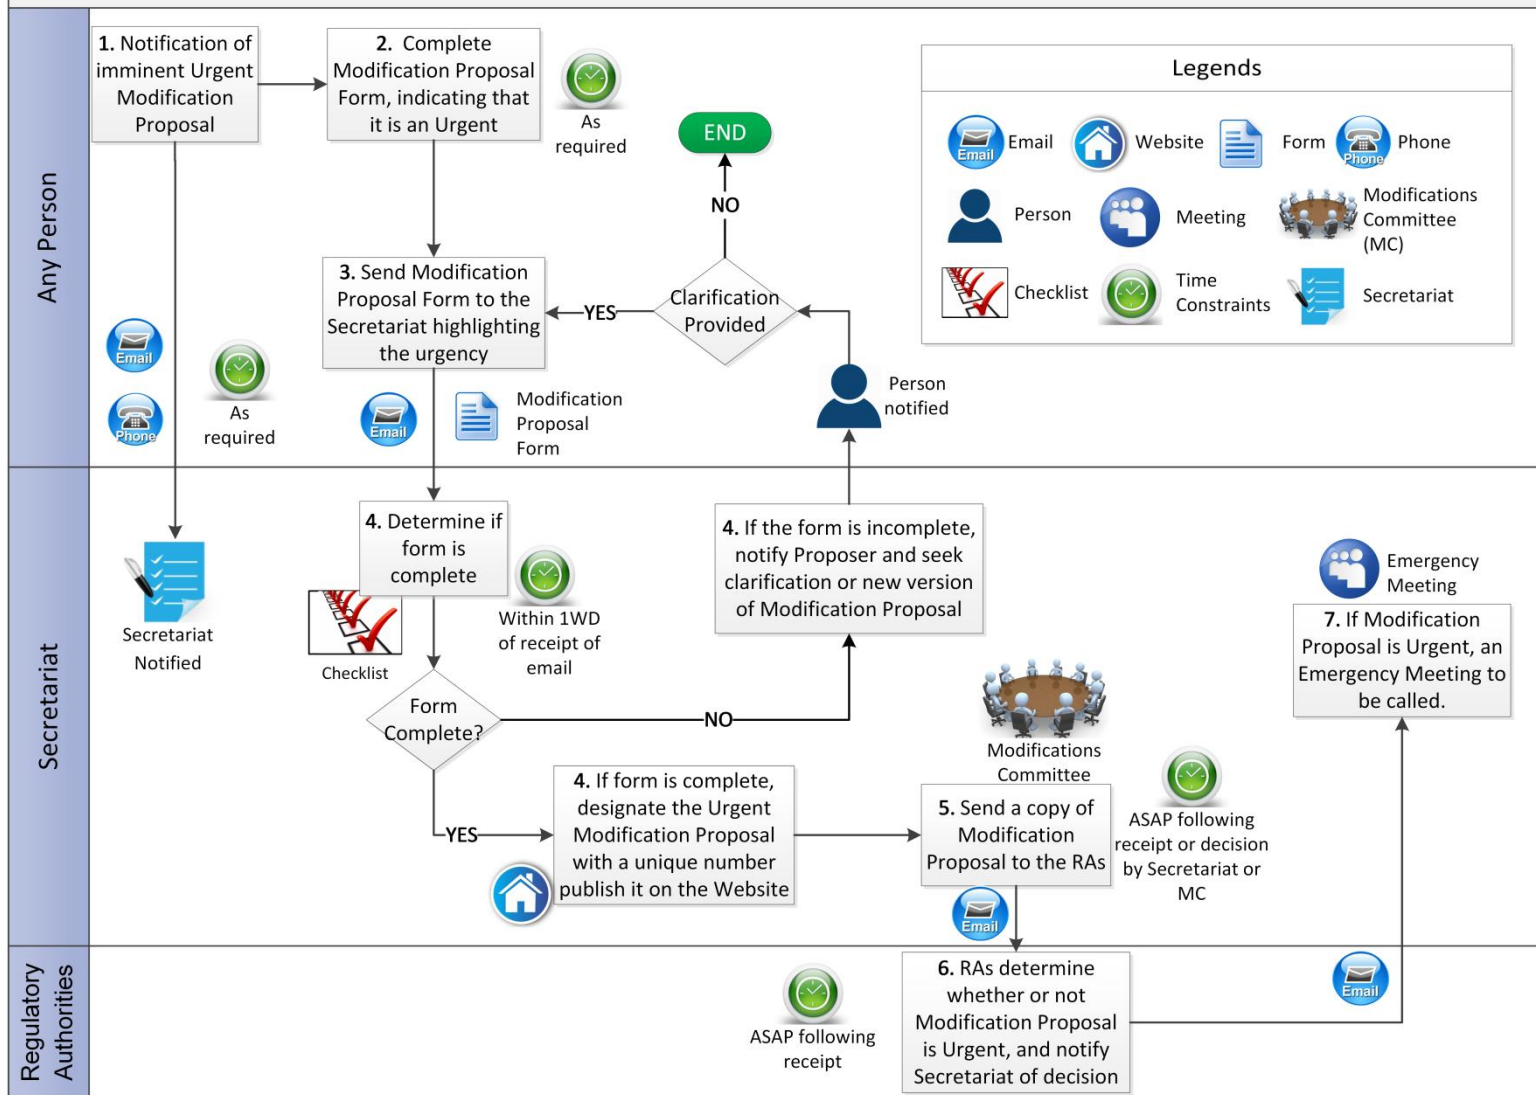 Any Person
1. Notification of
imminent Urgent
Modification
Proposal
2. Complete
Modification Proposal
Form, indicating that
it is an Urgent
As
required
END
NO
Clarification
Provided
YES
3. Send Modification
Proposal Form to the
Secretariat highlighting
the urgency
Email
Phone
As
required
Email
Modification
Proposal
Form
Person
notified
Legends
Email
Email
Website
Form
Phone
Phone
Person
Meeting
Modifications
Committee
(MC)
Checklist
Time
Constraints
Secretariat
Secretariat
Secretariat
Notified
4. Determine if
form is
complete
Checklist
Within 1WD
of receipt of
email
Form
Complete?
NO
YES
4. If the form is incomplete,
notify Proposer and seek
clarification or new version
of Modification Proposal
4. If form is complete,
designate the Urgent
Modification Proposal
with a unique number
publish it on the Website
Modifications
Committee
5. Send a copy of
Modification
Proposal to the RAs
ASAP following
receipt or decision
by Secretariat or
MC
Email
Emergency
Meeting
7. If Modification
Proposal is Urgent, an
Emergency Meeting to
be called.
Regulatory
Authorities
ASAP following
receipt
6. RAs determine
whether or not
Modification Proposal
is Urgent, and notify
Secretariat of decision
Email